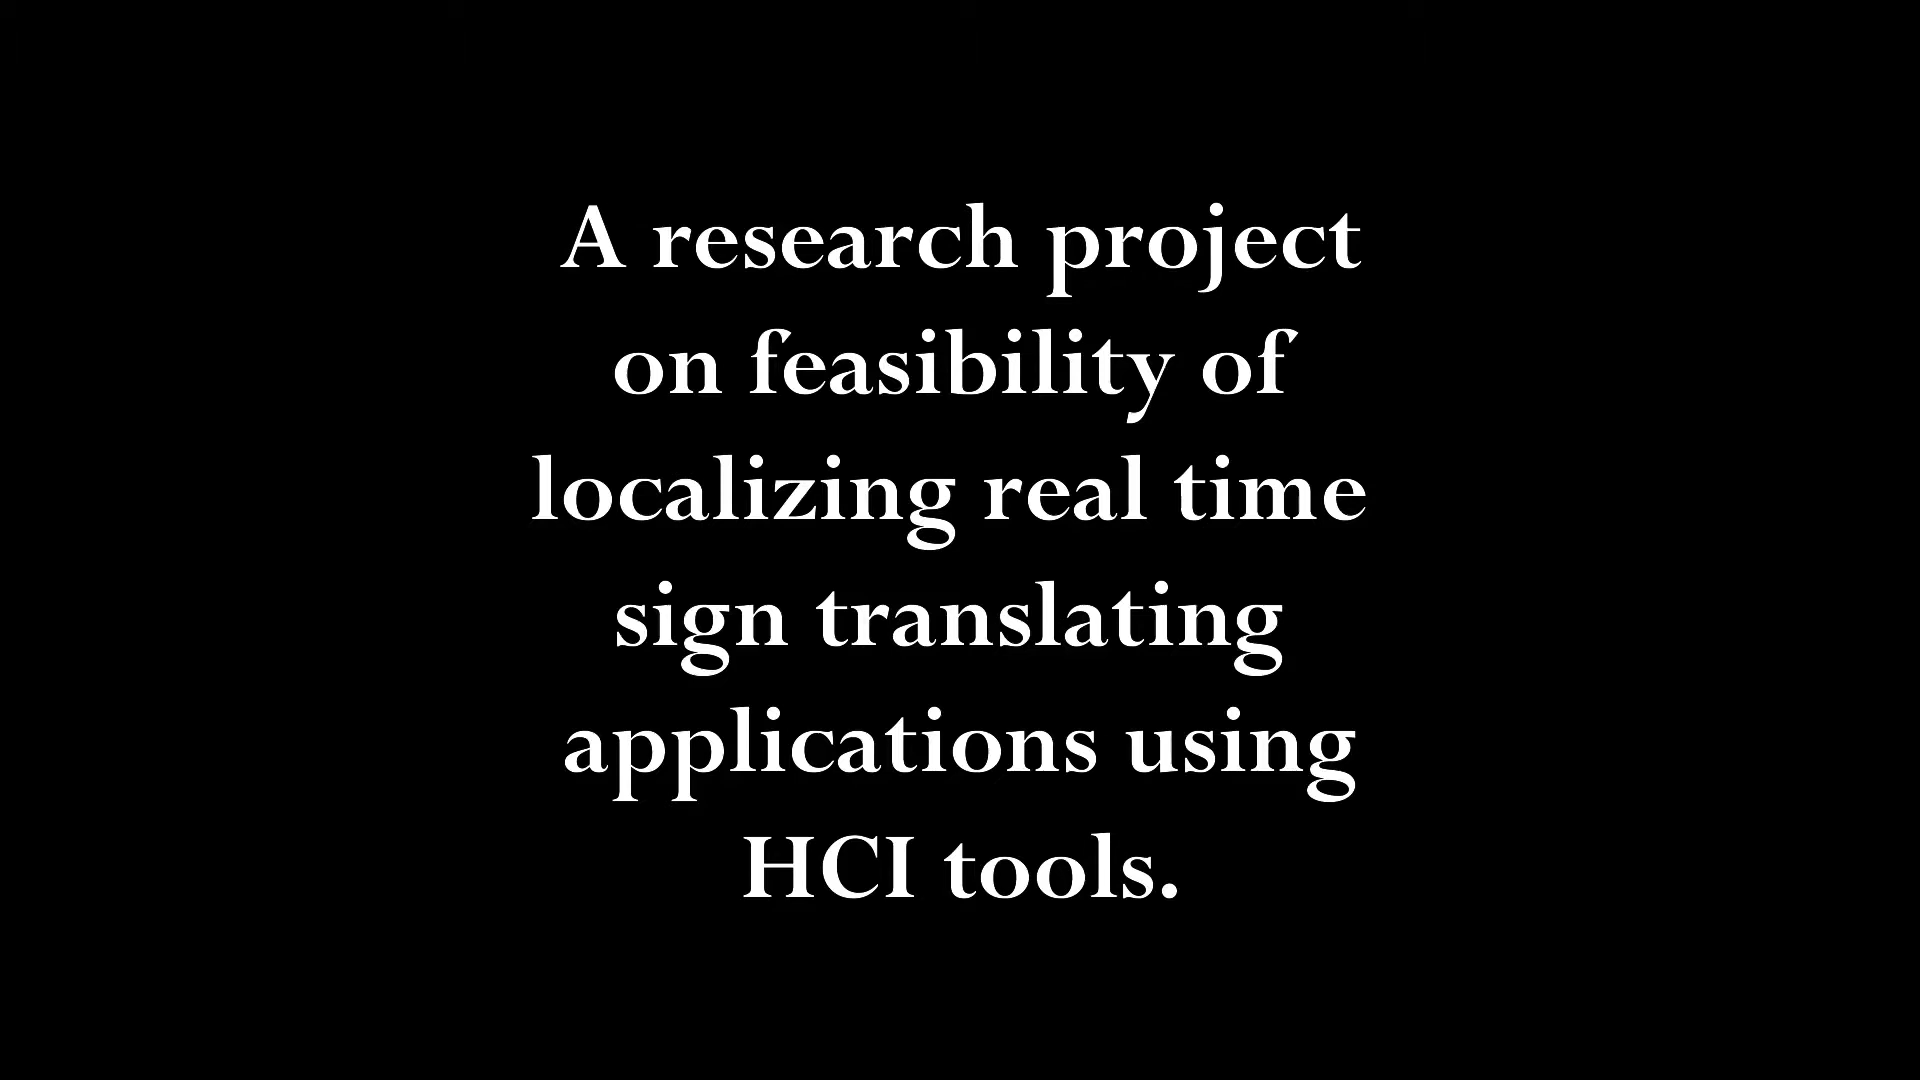 A research project
on feasibility of
localizing real time
sign translating
applications using
HCI tools.